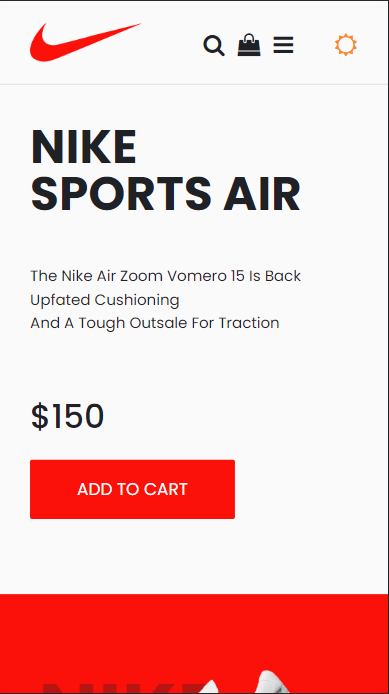 NIKE
SPORTS AIR
The Nike Air Zoom Vomero 15 Is Back
Upfated Cushioning
And A Tough Outsale For Traction
$150
ADD TO CART
NIKE